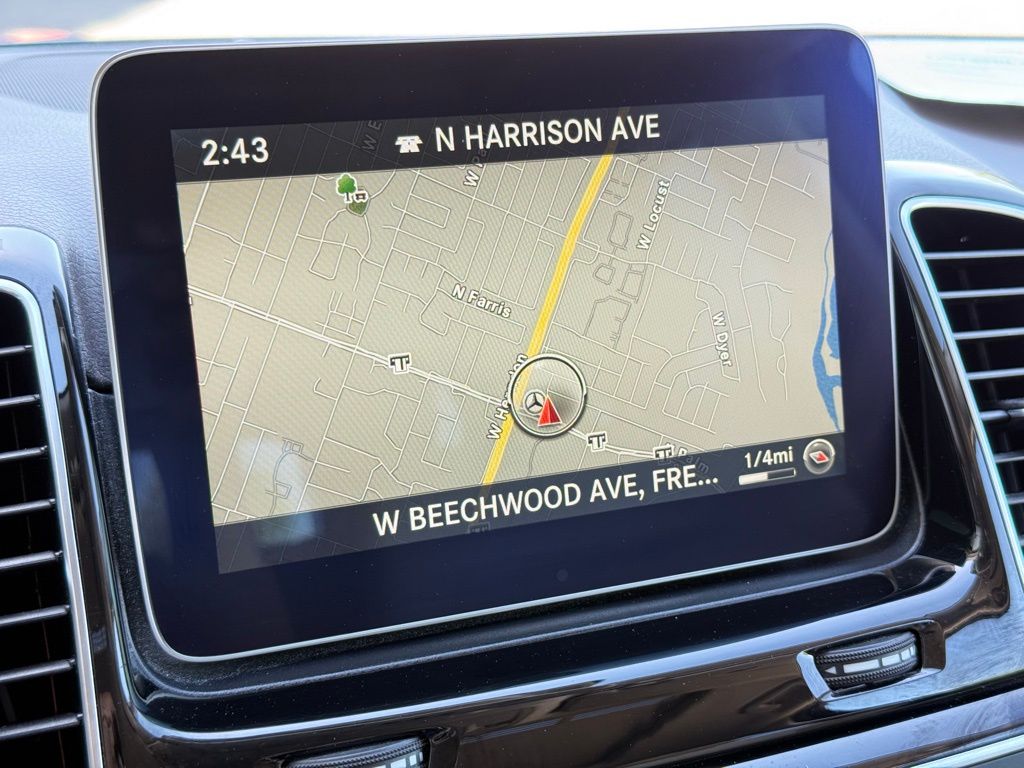 2:43
N HARRISON AVE
W Locust
N Farris
W Dyer
W BEECHWOOD AVE, FRE...
1/4mi